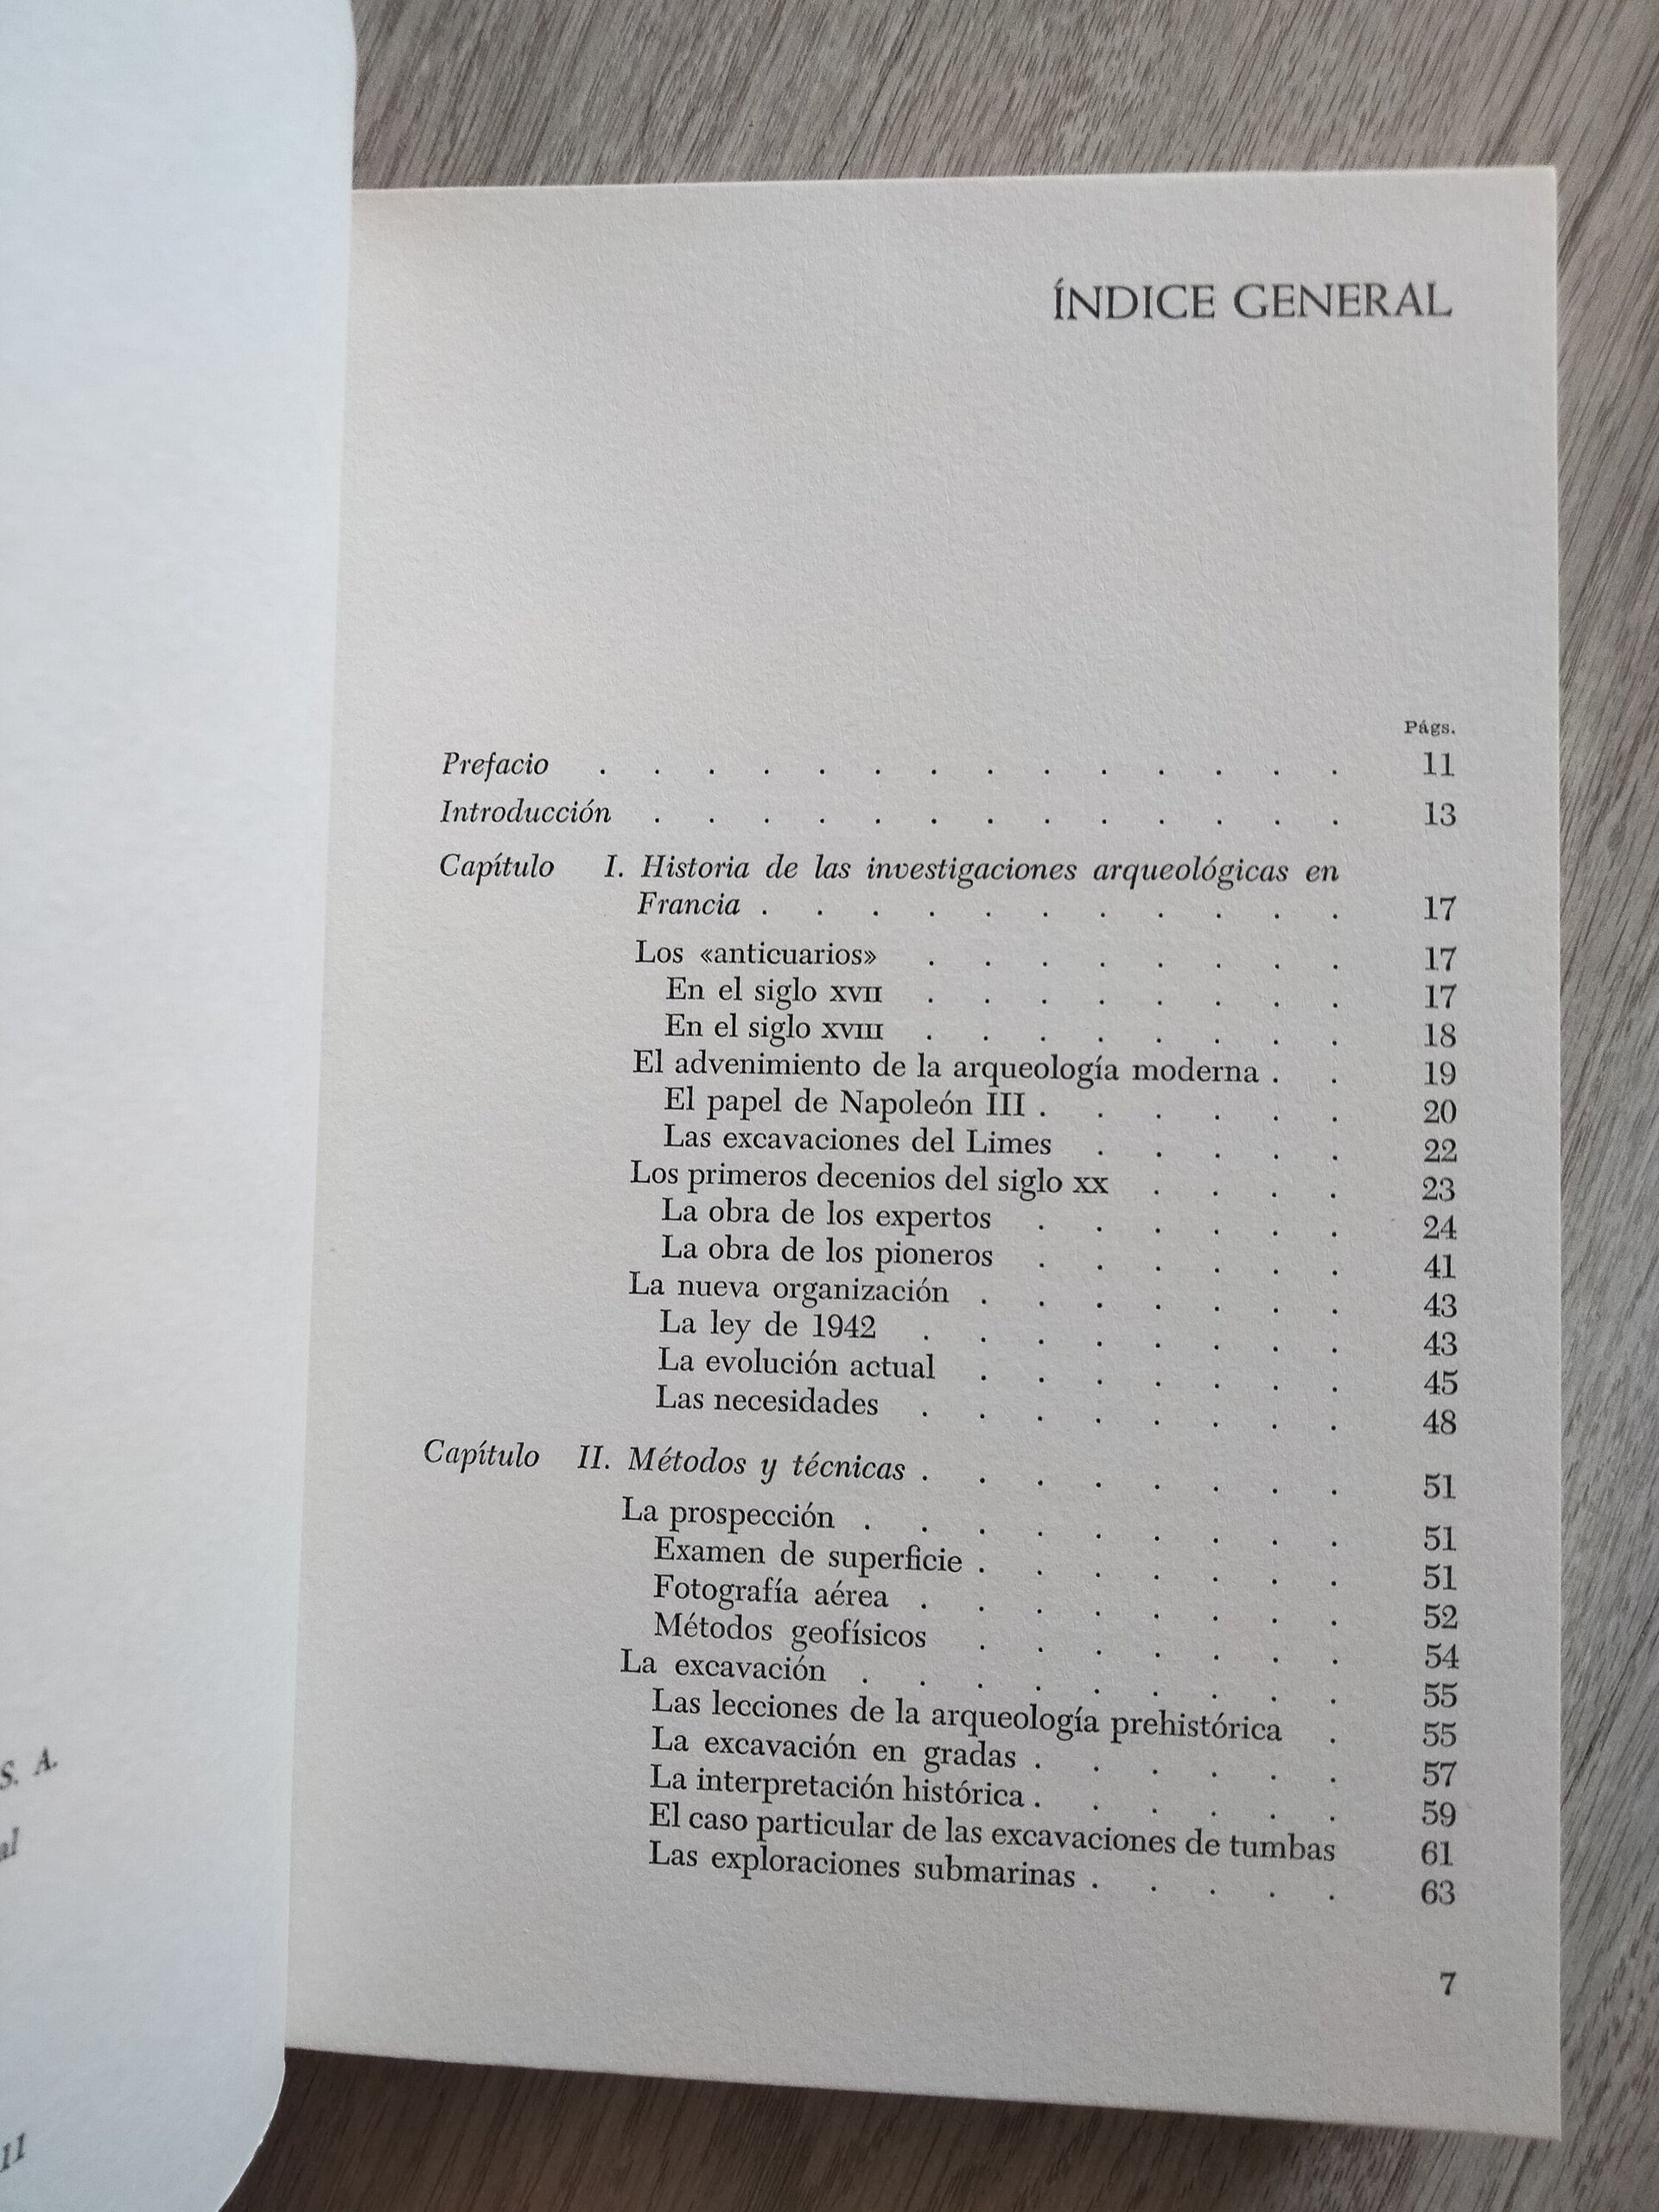 S. A.
al
11
ÍNDICE GENERAL
Págs.
Prefacio . . . . . . . . . . . . . . 11
Introducción . . . . . . . . . . . . . 13
Capítulo I. Historia de las investigaciones arqueológicas en
Francia . . . . . . . . . . . 17
Los «anticuarios» . . . . . . . . 17
En el siglo XVII . . . . . . . . 17
En el siglo XVIII . . . . . . . . 18
El advenimiento de la arqueología moderna . . 19
El papel de Napoleón III . . . . . . 20
Las excavaciones del Limes . . . . . 22
Los primeros decenios del siglo XX . . . . 23
La obra de los expertos . . . . . . 24
La obra de los pioneros . . . . . . 41
La nueva organización . . . . . . . 43
La ley de 1942 . . . . . . . . 43
La evolución actual . . . . . . . 45
Las necesidades . . . . . . . . 48
Capítulo II. Métodos y técnicas . . . . . . . . 51
La prospección . . . . . . . . . 51
Examen de superficie . . . . . . . 51
Fotografía aérea . . . . . . . . 52
Métodos geofísicos . . . . . . . 54
La excavación . . . . . . . . . 55
Las lecciones de la arqueología prehistórica . 55
La excavación en gradas . . . . . . 57
La interpretación histórica . . . . . . 59
El caso particular de las excavaciones de tumbas 61
Las exploraciones submarinas . . . . . 63
7